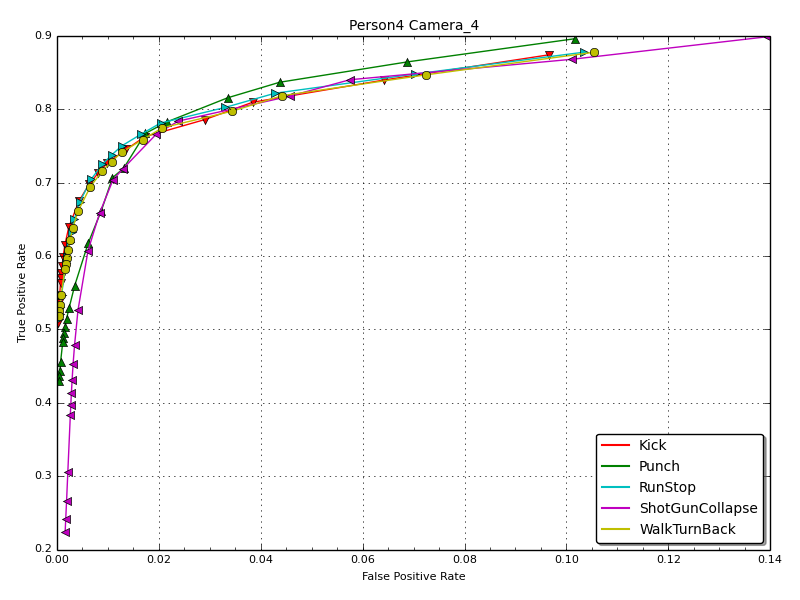 Person4 Camera_4
0.9
0.8
0.7
0.6
0.5
0.4
0.3
0.2
True Positive Rate
Kick
Punch
RunStop
ShotGunCollapse
WalkTurnBack
0.00 0.02 0.04 0.06 0.08 0.10 0.12 0.14
False Positive Rate